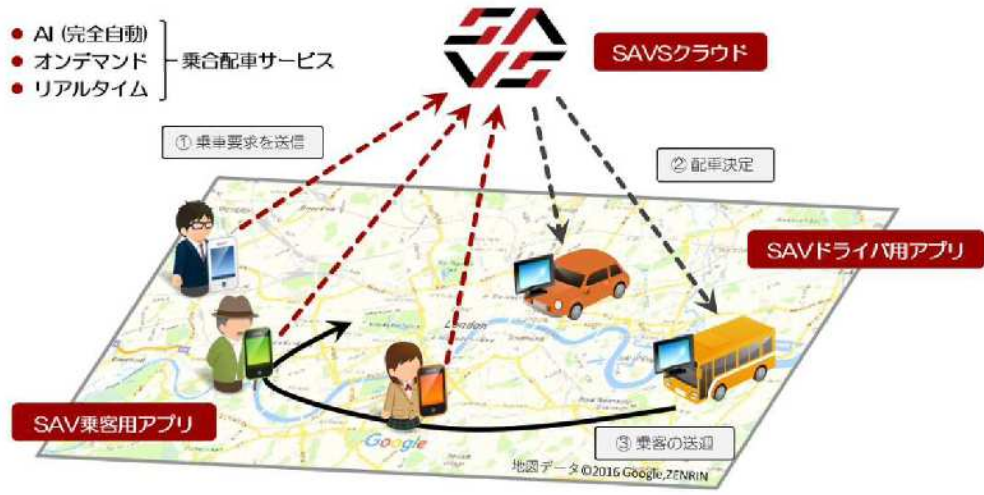 AI (完全自動)
オンデマンド
リアルタイム
乗合配車サービス
SAVS
SAVSクラウド
① 乗車要求を送信
② 配車決定
SAVドライバ用アプリ
London
SAV乗客用アプリ
Google
③ 乗客の送迎
地図データ©2016 Google,ZENRIN